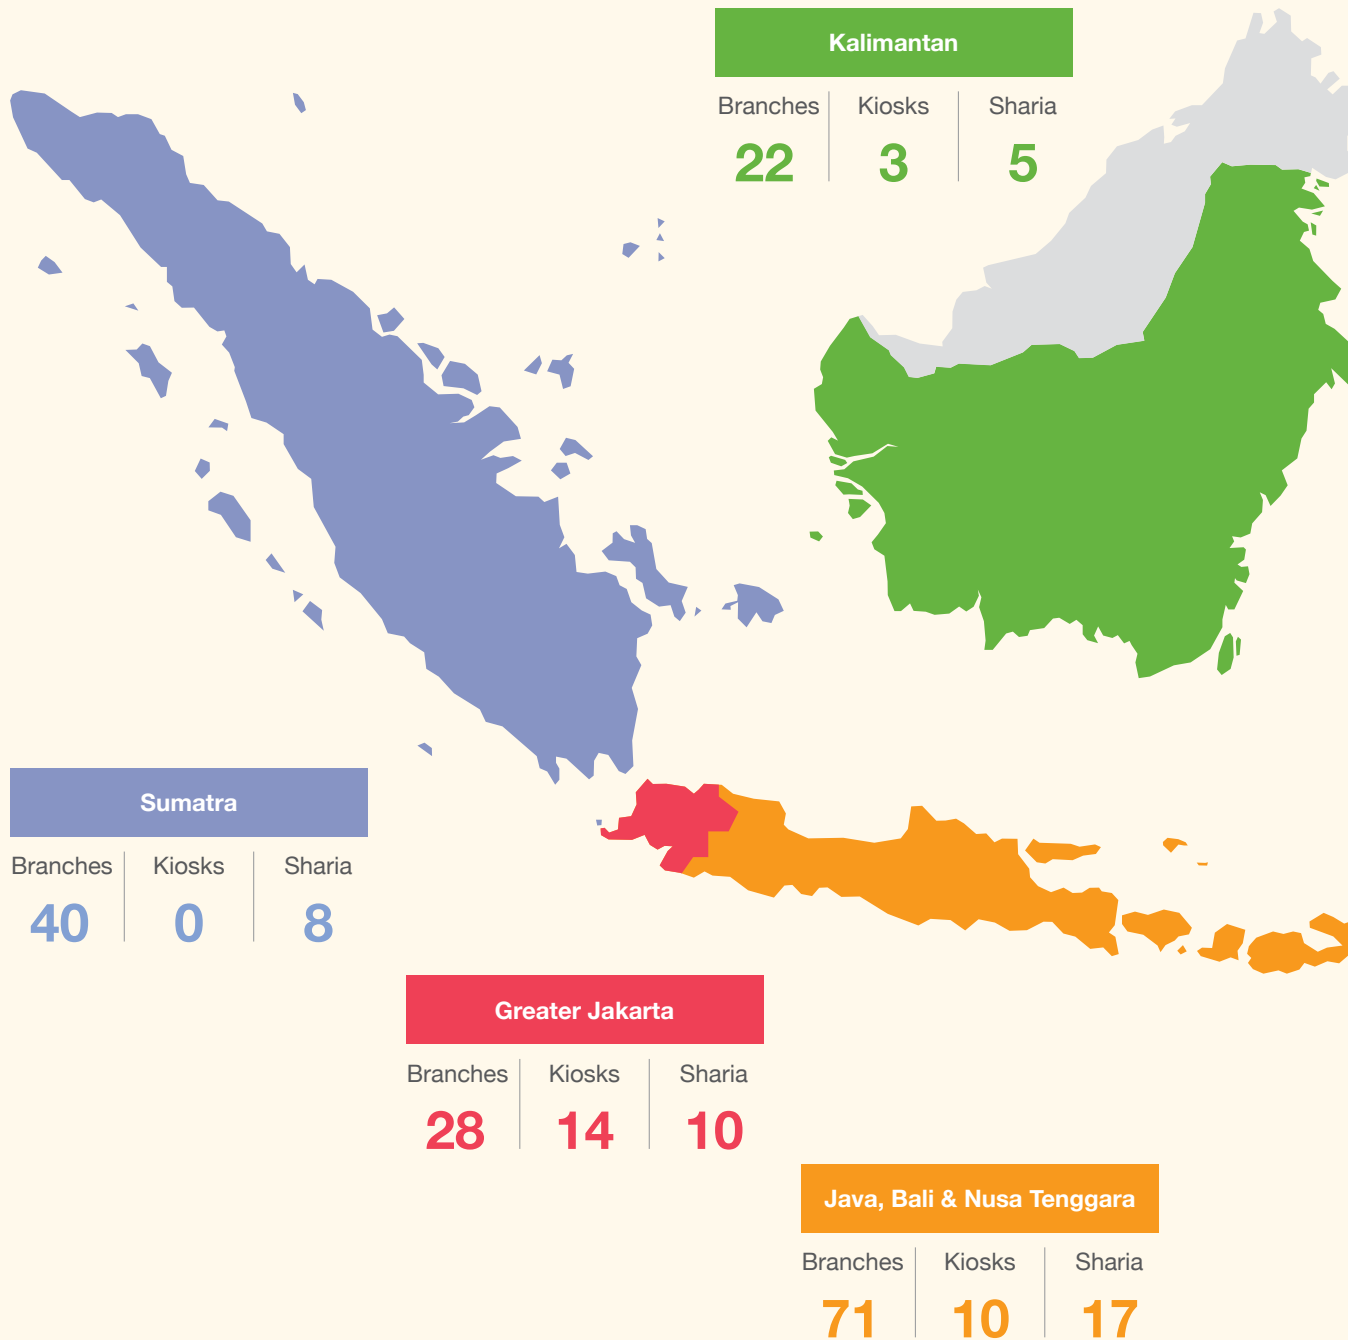 Kalimantan
Branches Kiosks Sharia
22 3 5
Sumatra
Branches Kiosks Sharia
40 0 8
Greater Jakarta
Branches Kiosks Sharia
28 14 10
Java, Bali & Nusa Tenggara
Branches Kiosks Sharia
71 10 17